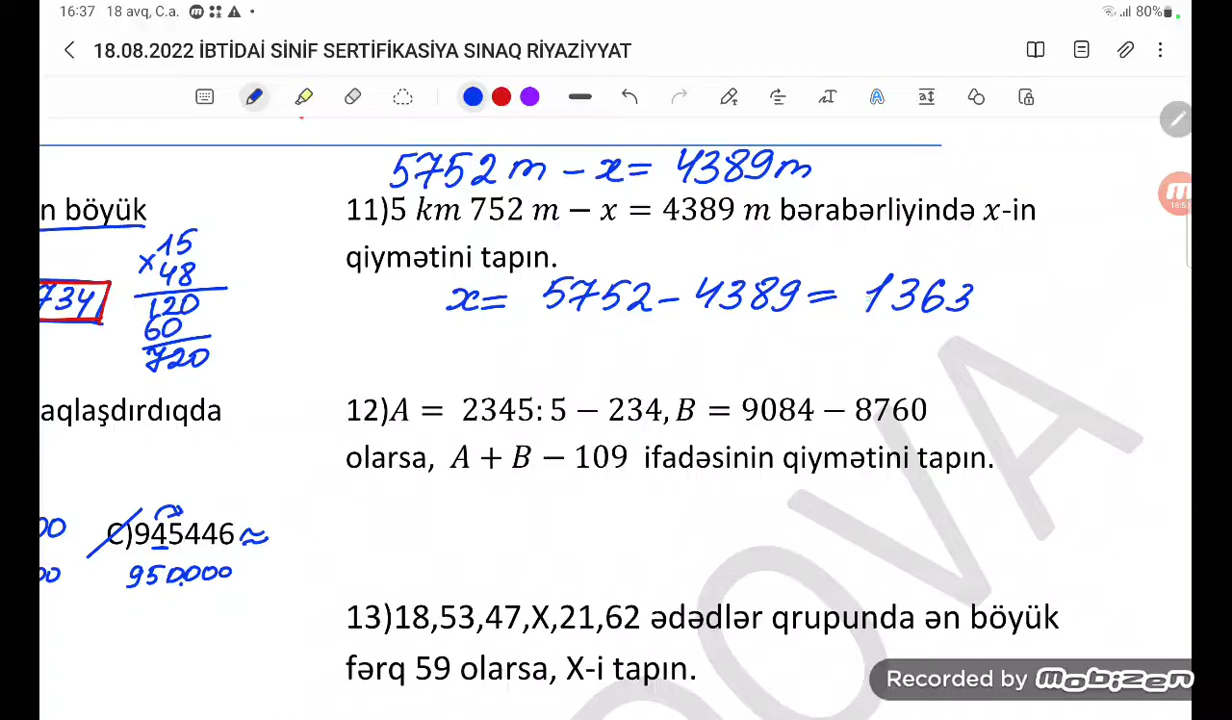 16:37 18 avq, C.a.
80%
18.08.2022 İBTİDAİ SİNİF SERTİFİKASİYA SINAQ RİYAZİYYAT
5752 m − x = 4389 m
n böyük
15
×48
120
60
720
734
11)5 km 752 m − x = 4389 m bərabərliyində x-in
qiymətini tapın.
x = 5752 − 4389 = 1363
aqlaşdırdıqda
12)A = 2345: 5 − 234, B = 9084 − 8760
olarsa, A + B − 109 ifadəsinin qiymətini tapın.
00 C)945446 ≈
00 950000
13)18,53,47,X,21,62 ədədlər qrupunda ən böyük
fərq 59 olarsa, X-i tapın.
OVA
Recorded by mobizen